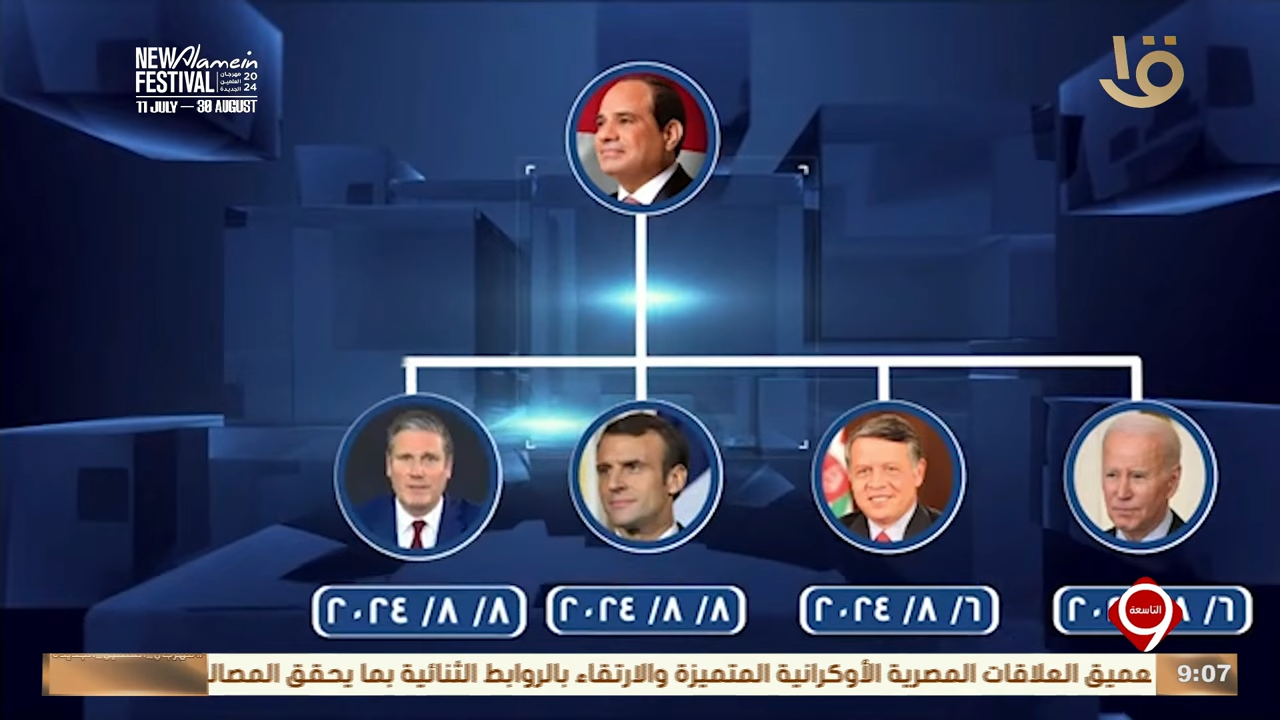 NEW Alamein
FESTIVAL
مهرجان
العلمين
الجديدة
20
24
11 JULY — 30 AUGUST
٨/ ٨/ ٢٠٢٤
٨/ ٨/ ٢٠٢٤
٦/ ٨/ ٢٠٢٤
التاسعة
9
9:07
عميق العلاقات المصرية الأوكرانية المتميزة والارتقاء بالروابط الثنائية بما يحقق المصال